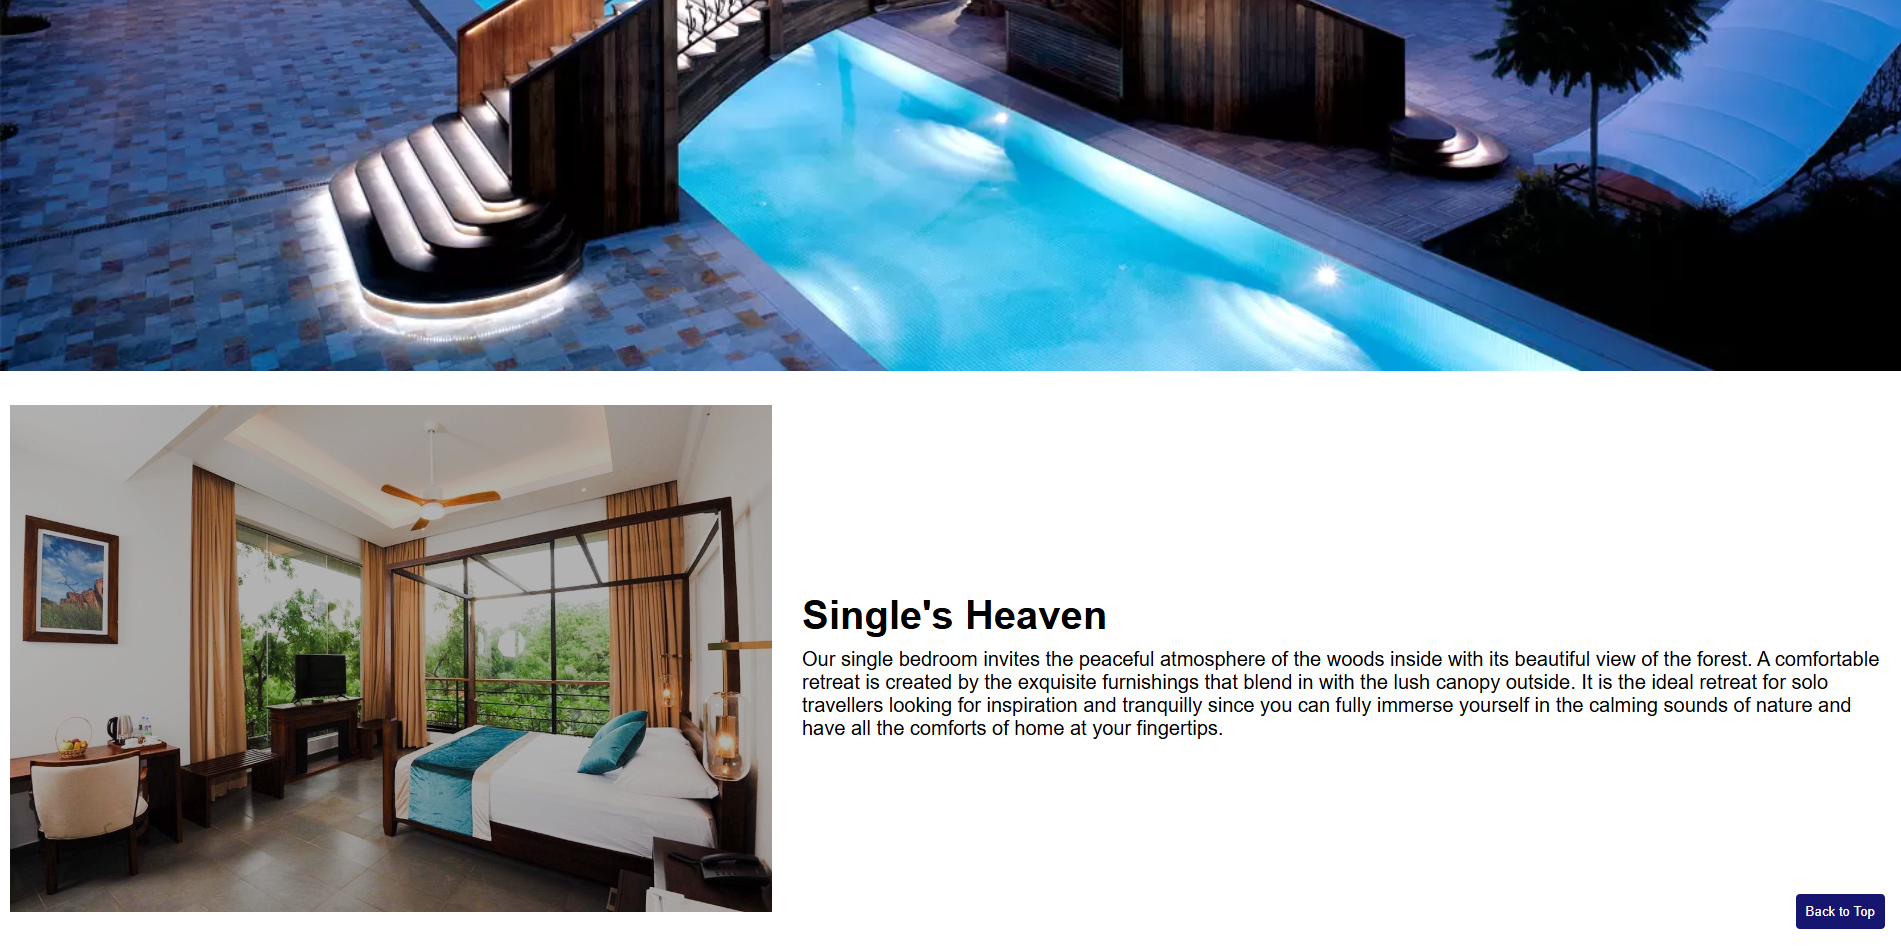 Single's Heaven
Our single bedroom invites the peaceful atmosphere of the woods inside with its beautiful view of the forest. A comfortable
retreat is created by the exquisite furnishings that blend in with the lush canopy outside. It is the ideal retreat for solo
travellers looking for inspiration and tranquilly since you can fully immerse yourself in the calming sounds of nature and
have all the comforts of home at your fingertips.
Back to Top